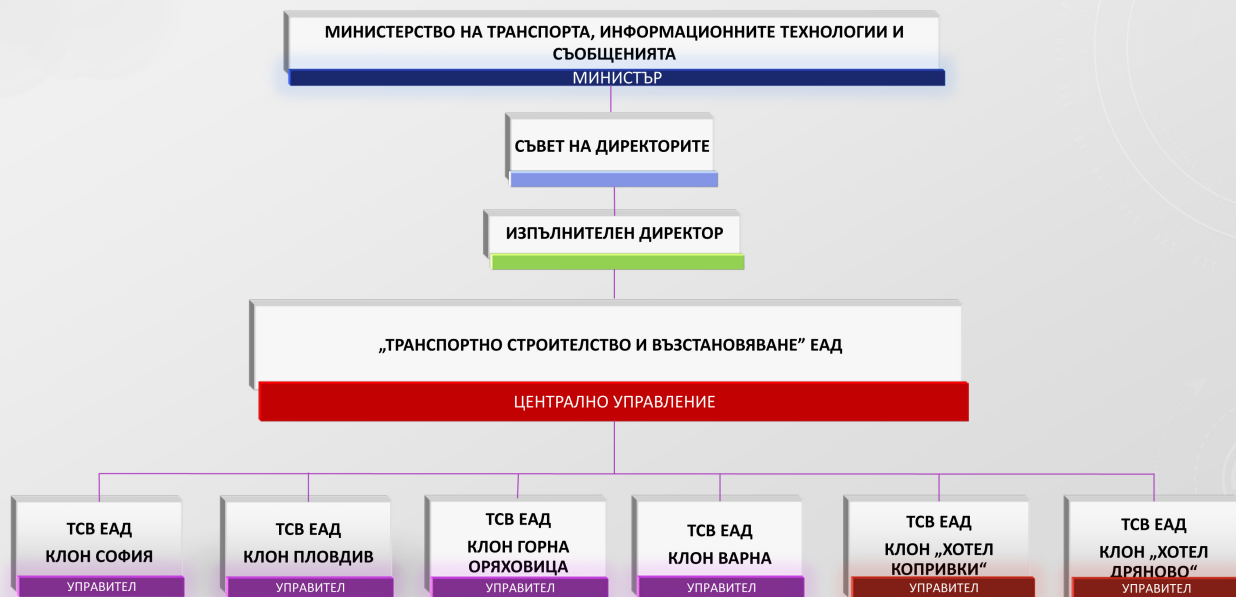 МИНИСТЕРСТВО НА ТРАНСПОРТА, ИНФОРМАЦИОННИТЕ ТЕХНОЛОГИИ И
СЪОБЩЕНИЯТА
МИНИСТЪР
СЪВЕТ НА ДИРЕКТОРИТЕ
ИЗПЪЛНИТЕЛЕН ДИРЕКТОР
„ТРАНСПОРТНО СТРОИТЕЛСТВО И ВЪЗСТАНОВЯВАНЕ” ЕАД
ЦЕНТРАЛНО УПРАВЛЕНИЕ
ТСВ ЕАД
КЛОН СОФИЯ
УПРАВИТЕЛ
ТСВ ЕАД
КЛОН ПЛОВДИВ
УПРАВИТЕЛ
ТСВ ЕАД
КЛОН ГОРНА
ОРЯХОВИЦА
УПРАВИТЕЛ
ТСВ ЕАД
КЛОН ВАРНА
УПРАВИТЕЛ
ТСВ ЕАД
КЛОН „ХОТЕЛ
КОПРИВКИ“
УПРАВИТЕЛ
ТСВ ЕАД
КЛОН „ХОТЕЛ
ДРЯНОВО“
УПРАВИТЕЛ